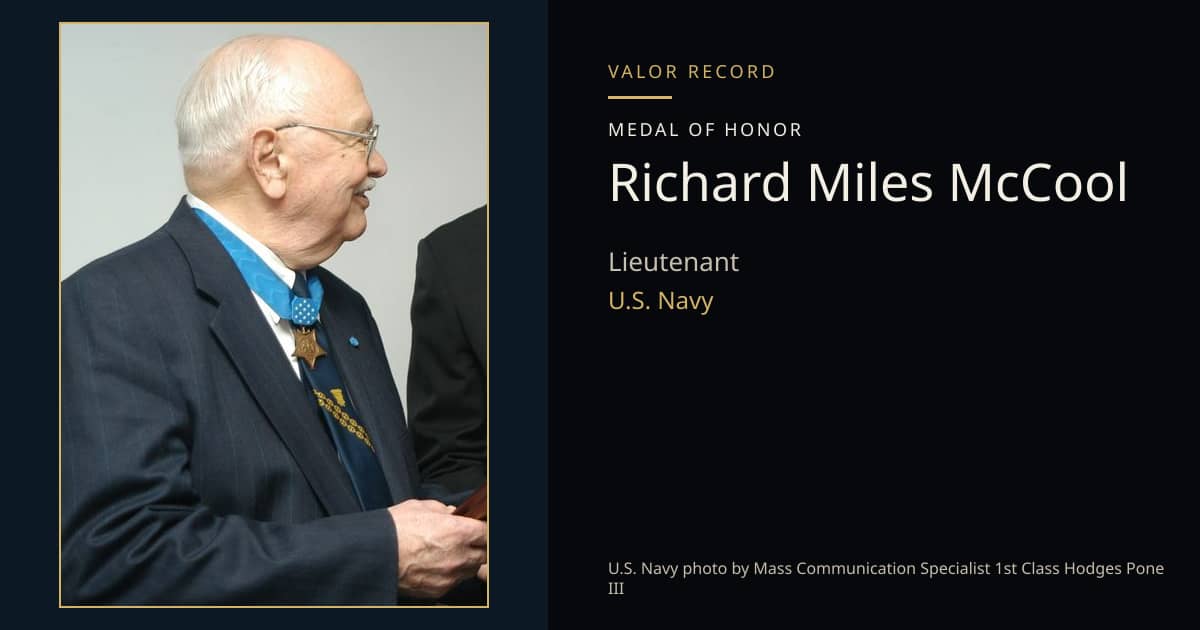 VALOR RECORD
MEDAL OF HONOR
Richard Miles McCool
Lieutenant
U.S. Navy
U.S. Navy photo by Mass Communication Specialist 1st Class Hodges Pone
III